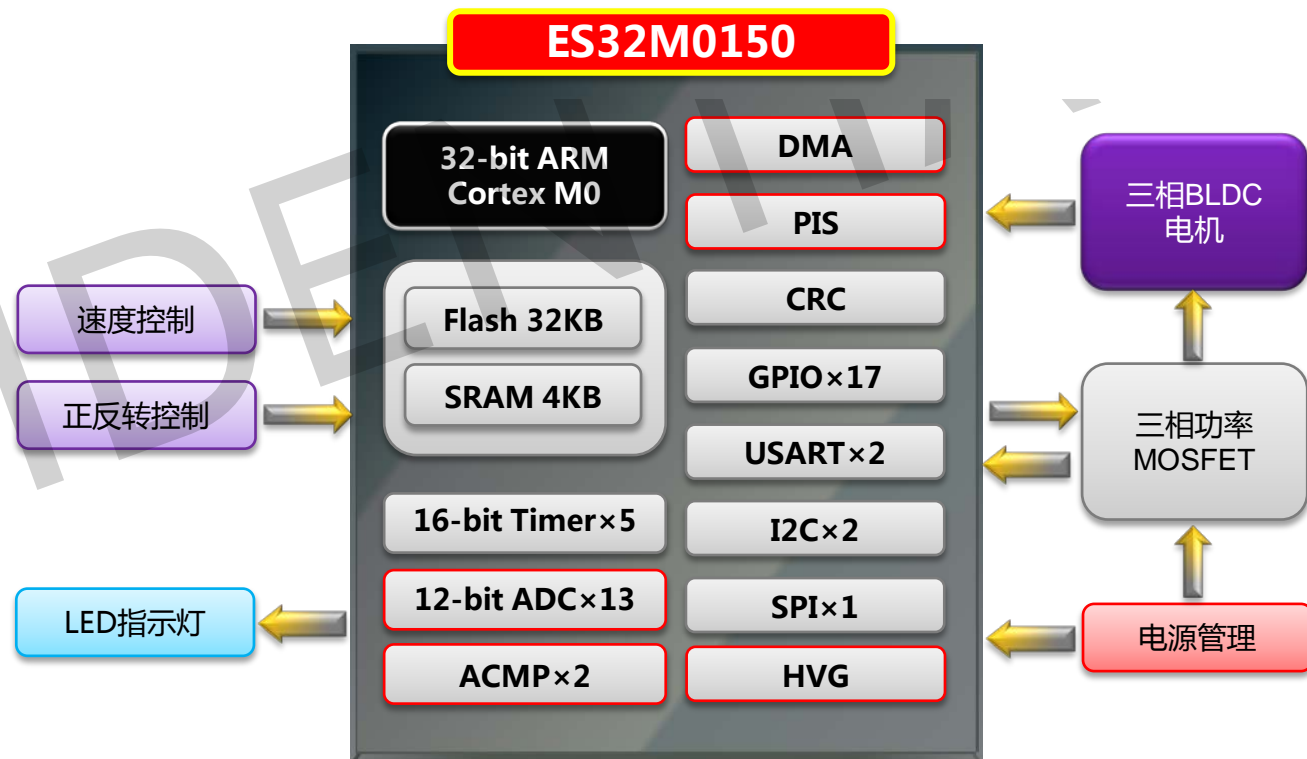 ES32M0150
32-bit ARM
Cortex M0
Flash 32KB
SRAM 4KB
16-bit Timer×5
12-bit ADC×13
ACMP×2
DMA
PIS
CRC
GPIO×17
USART×2
I2C×2
SPI×1
HVG
速度控制
正反转控制
LED指示灯
三相BLDC
电机
三相功率
MOSFET
电源管理